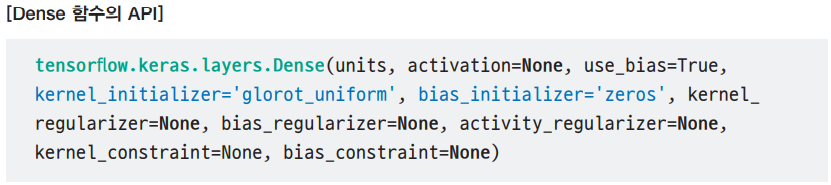 [Dense 함수의 API]
tensorflow.keras.layers.Dense(units, activation=None, use_bias=True,
kernel_initializer='glorot_uniform', bias_initializer='zeros', kernel_
regularizer=None, bias_regularizer=None, activity_regularizer=None,
kernel_constraint=None, bias_constraint=None)